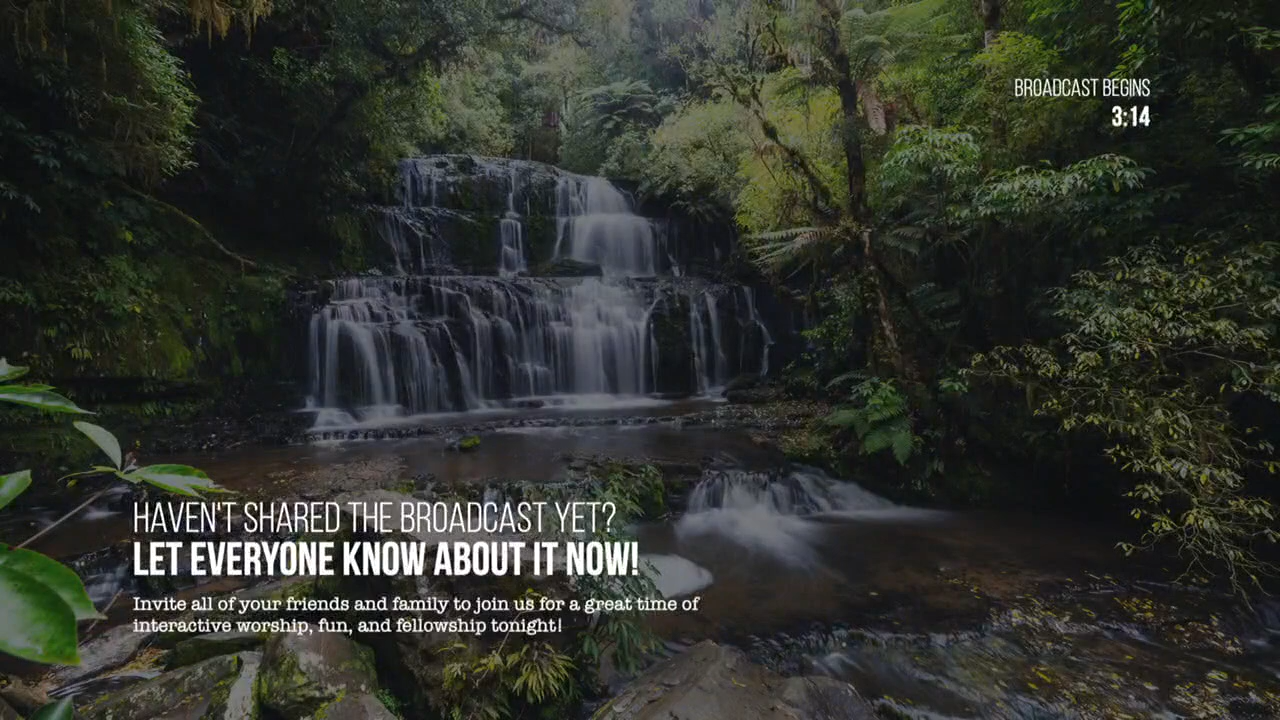 BROADCAST BEGINS
3:14
HAVEN'T SHARED THE BROADCAST YET?
LET EVERYONE KNOW ABOUT IT NOW!
Invite all of your friends and family to join us for a great time of
interactive worship, fun, and fellowship tonight!